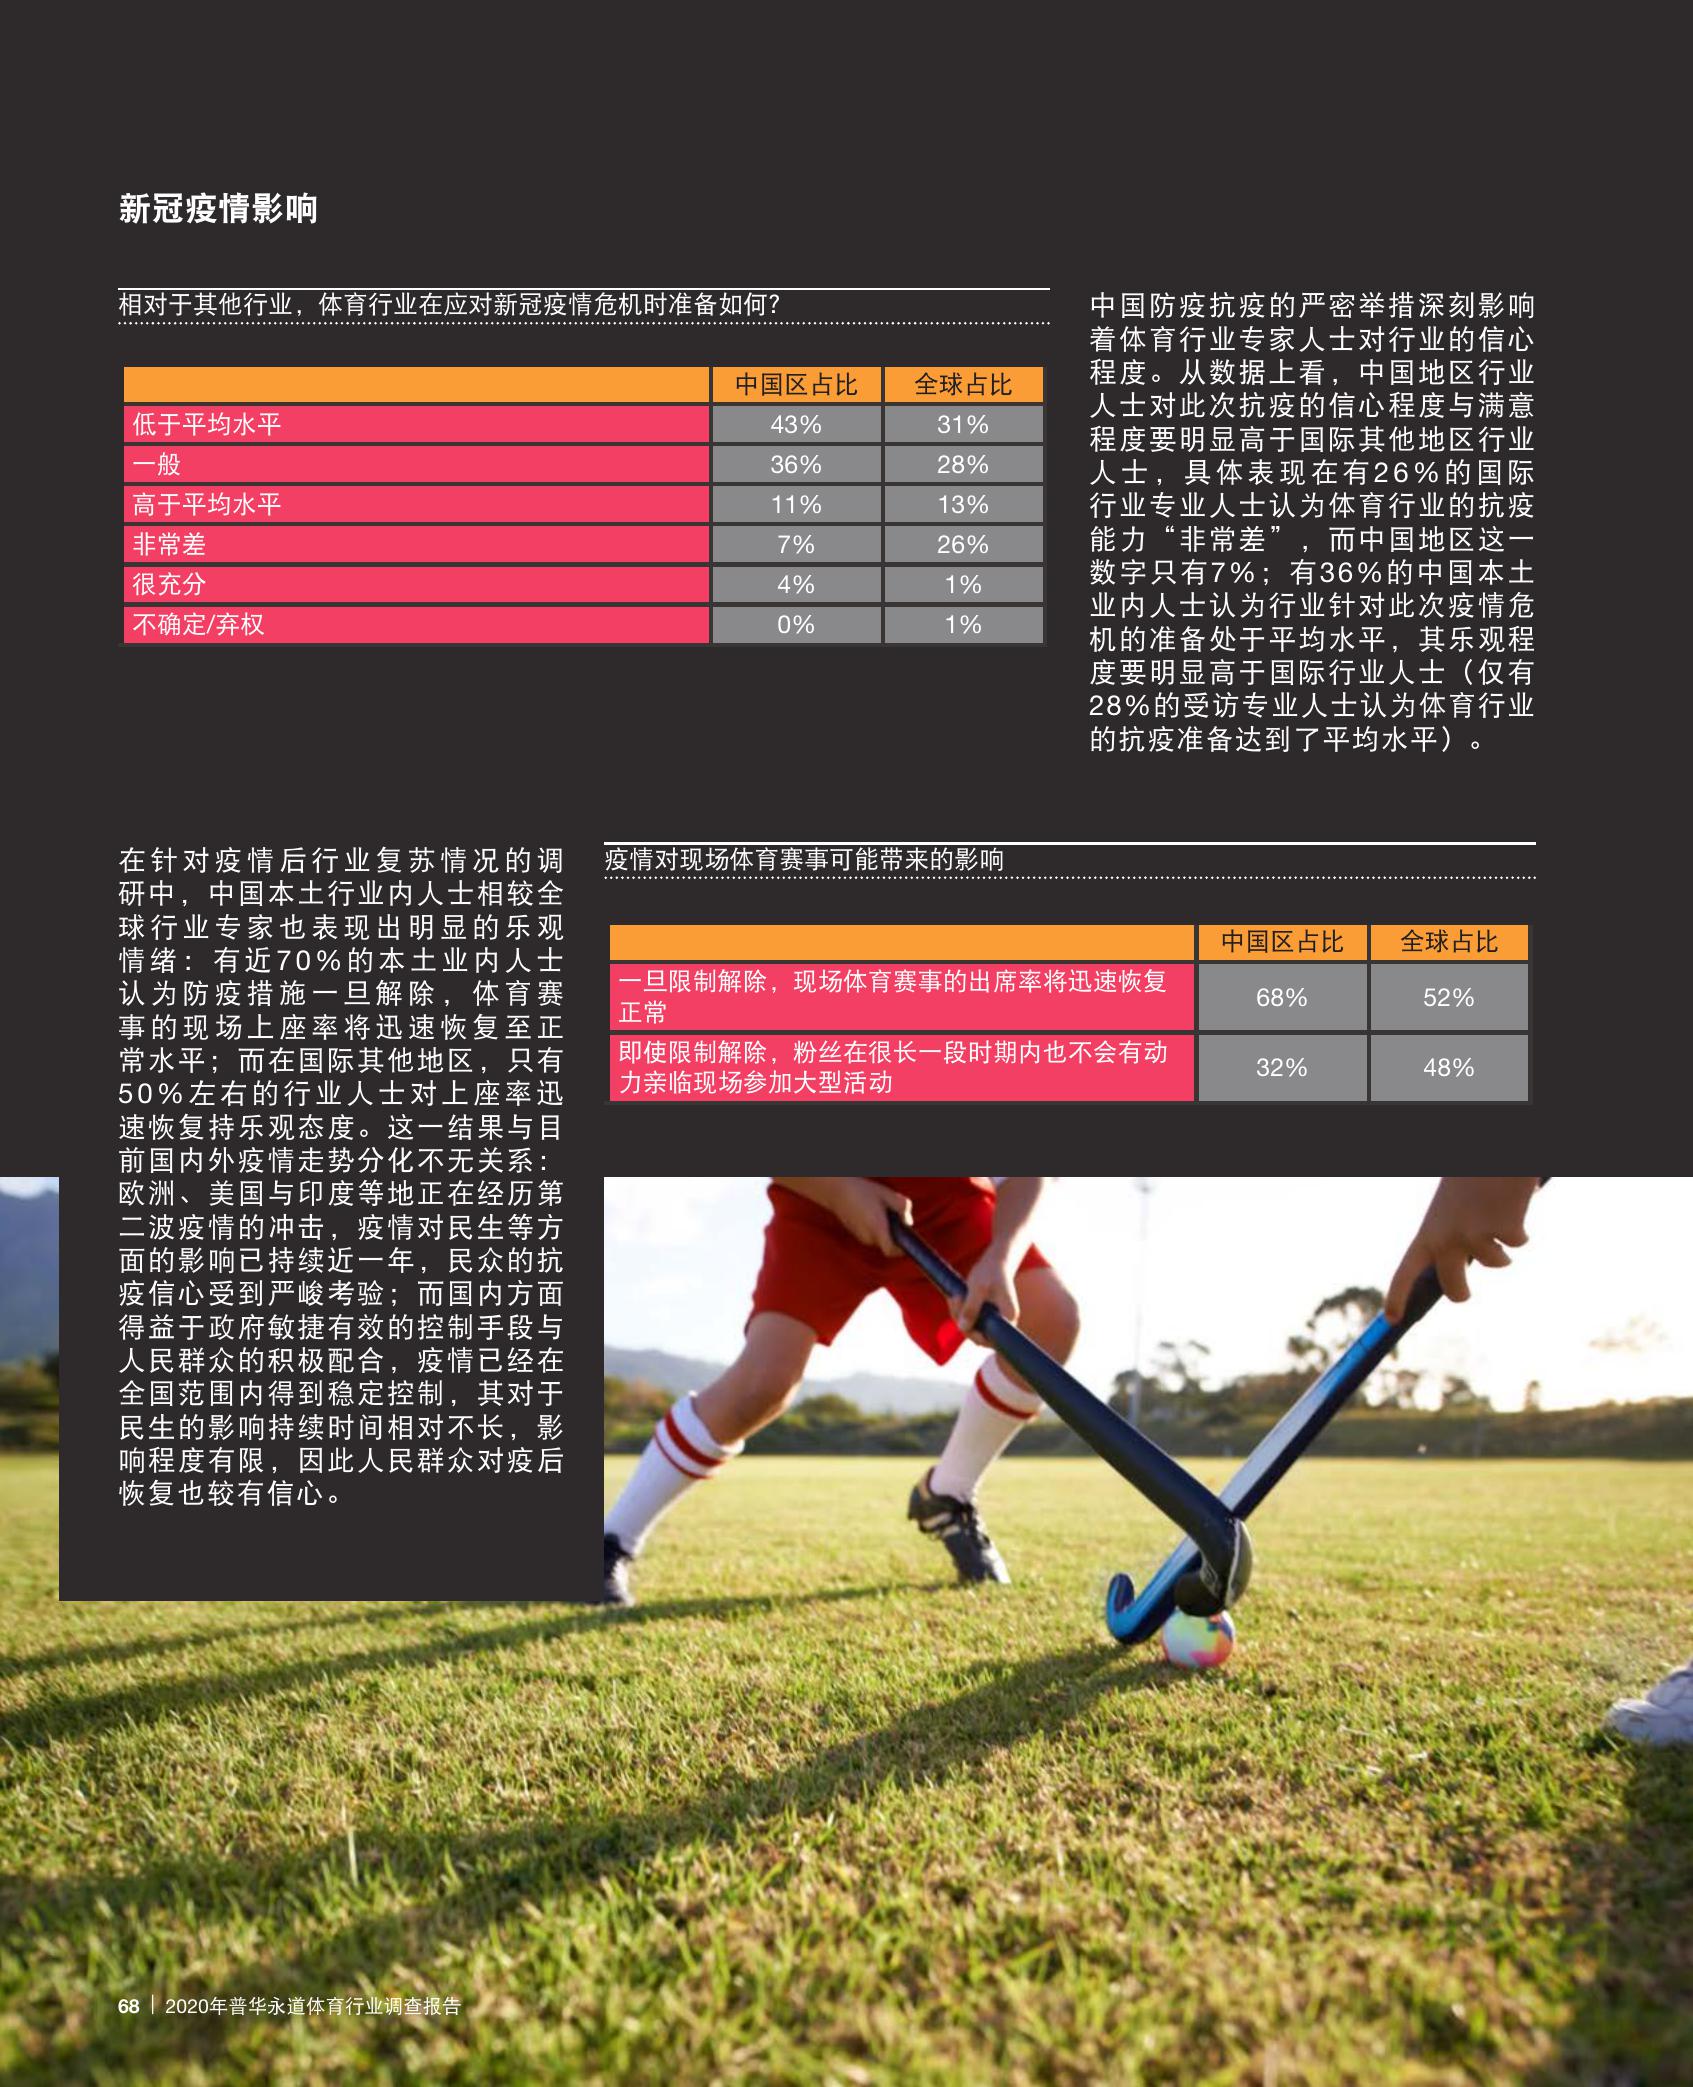 新冠疫情影响
相对于其他行业，体育行业在应对新冠疫情危机时准备如何?
中国区占比 全球占比
低于平均水平 43% 31%
一般 36% 28%
高于平均水平 11% 13%
非常差 7% 26%
很充分 4% 1%
不确定/弃权 0% 1%
中国防疫抗疫的严密举措深刻影响
着体育行业专家人士对行业的信心
程度。从数据上看，中国地区行业
人士对此次抗疫的信心程度与满意
程度要明显高于国际其他地区行业
人士，具体表现在有26%的国际
行业专业人士认为体育行业的抗疫
能力“非常差”，而中国地区这一
数字只有7%；有36%的中国本土
业内人士认为行业针对此次疫情危
机的准备处于平均水平，其乐观程
度要明显高于国际行业人士（仅有
28%的受访专业人士认为体育行业
的抗疫准备达到了平均水平）。
在针对疫情后行业复苏情况的调
研中，中国本土行业内人士相较全
球行业专家也表现出明显的乐观
情绪：有近70%的本土业内人士
认为防疫措施一旦解除，体育赛
事的现场上座率将迅速恢复至正
常水平；而在国际其他地区，只有
50%左右的行业人士对上座率迅
速恢复持乐观态度。这一结果与目
前国内外疫情走势分化不无关系：
欧洲、美国与印度等地正在经历第
二波疫情的冲击，疫情对民生等方
面的影响已持续近一年，民众的抗
疫信心受到严峻考验；而国内方面
得益于政府敏捷有效的控制手段与
人民群众的积极配合，疫情已经在
全国范围内得到稳定控制，其对于
民生的影响持续时间相对不长，影
响程度有限，因此人民群众对疫后
恢复也较有信心。
疫情对现场体育赛事可能带来的影响
中国区占比 全球占比
一旦限制解除，现场体育赛事的出席率将迅速恢复
正常 68% 52%
即使限制解除，粉丝在很长一段时期内也不会有动
力亲临现场参加大型活动 32% 48%
68 | 2020年普华永道体育行业调查报告